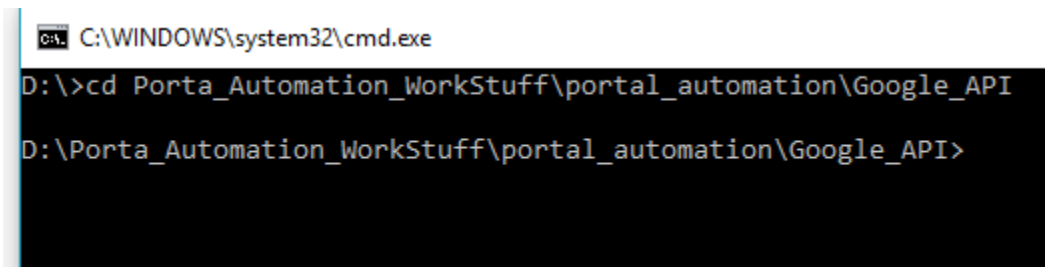 C:\WINDOWS\system32\cmd.exe
D:\>cd Porta_Automation_WorkStuff\portal_automation\Google_API
D:\Porta_Automation_WorkStuff\portal_automation\Google_API>